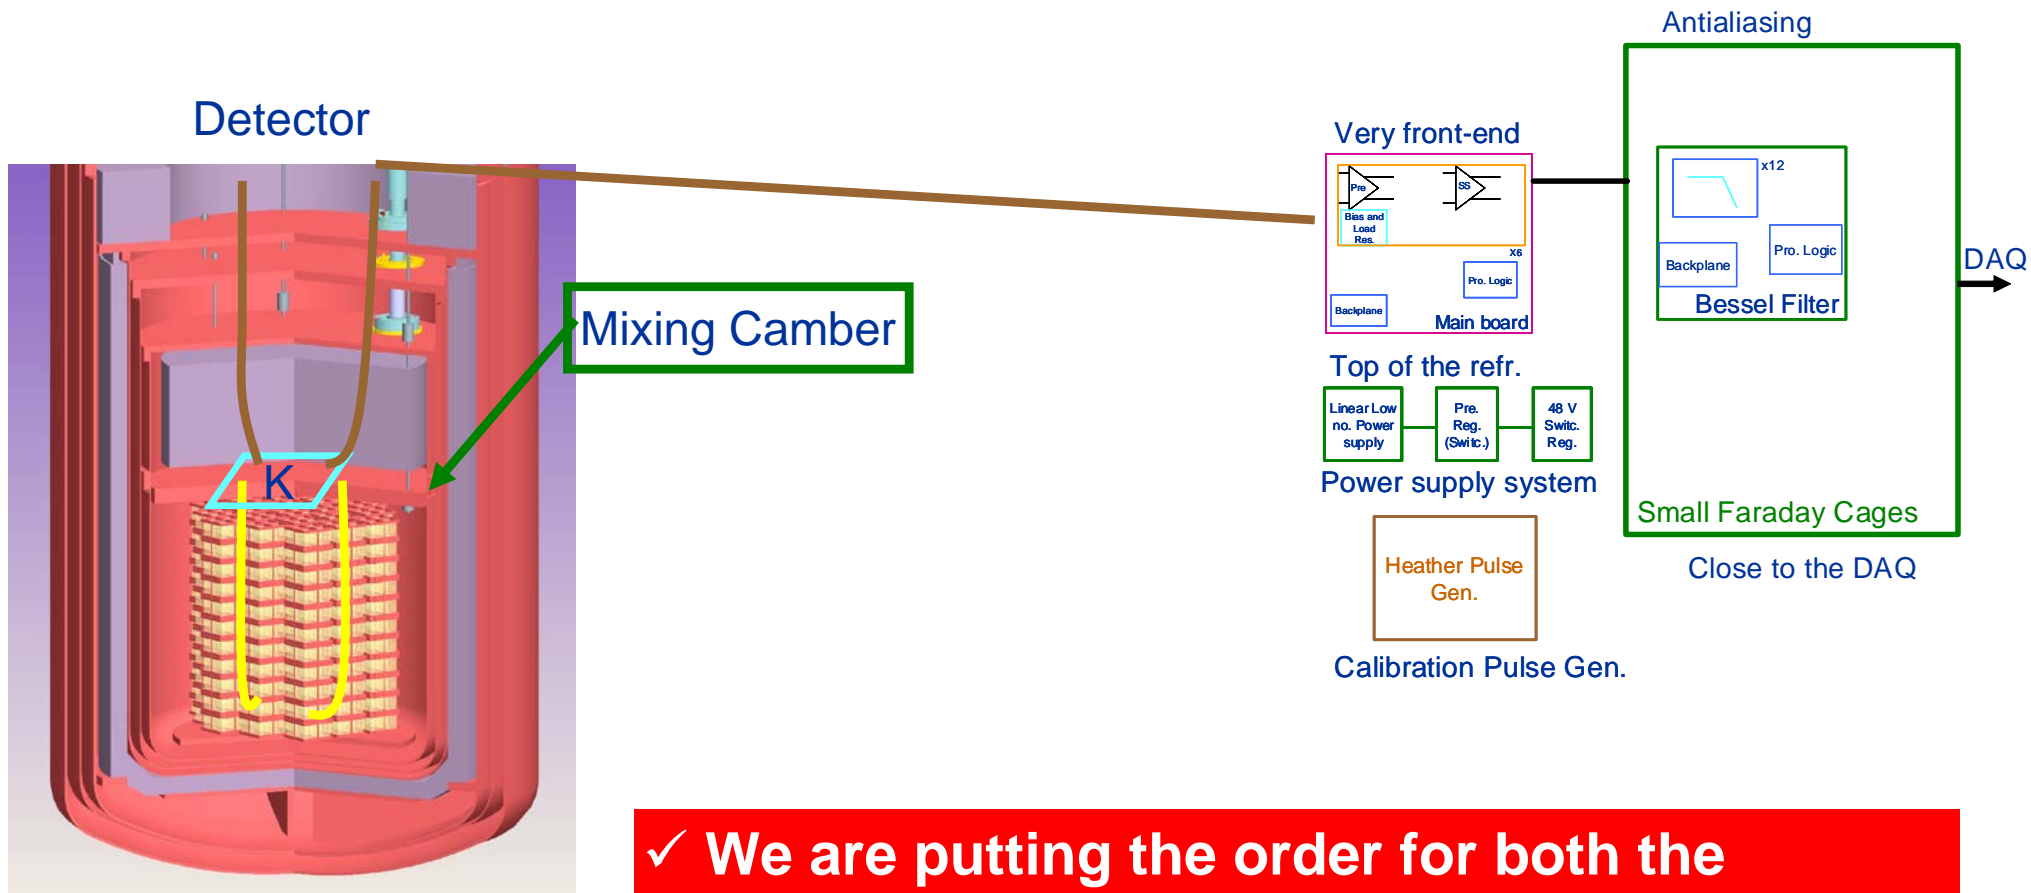 Antialiasing
Detector
Very front-end
Pre
SS
Bias and
Load
Res.
x6
Pro. Logic
Backplane
Main board
x12
Pro. Logic
Backplane
Bessel Filter
DAQ
Mixing Camber
Top of the refr.
Linear Low
no. Power
supply
Pre.
Reg.
(Switc.)
48 V
Switc.
Reg.
Power supply system
K
Small Faraday Cages
Heather Pulse
Gen.
Close to the DAQ
Calibration Pulse Gen.
✓ We are putting the order for both the